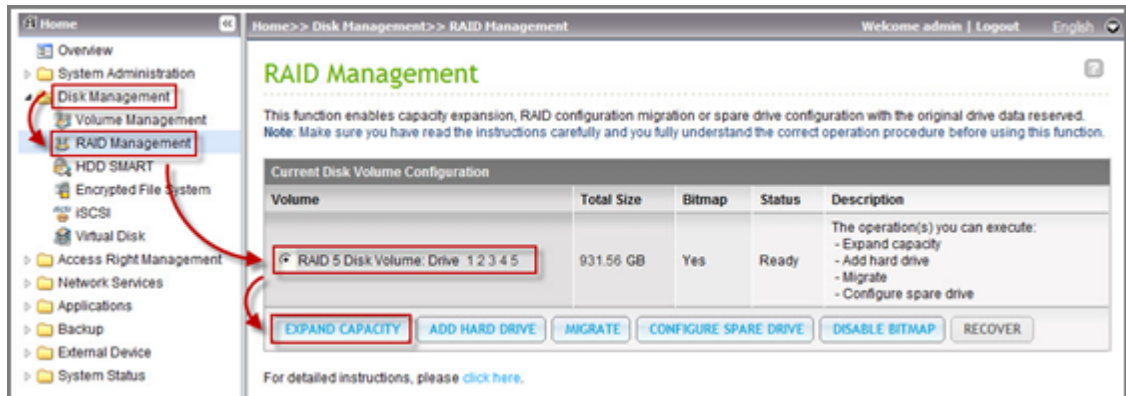 Home
Home>> Disk Management>> RAID Management
Welcome admin | Logout
English
Overview
System Administration
Disk Management
Volume Management
RAID Management
HDD SMART
Encrypted File System
iSCSI
Virtual Disk
Access Right Management
Network Services
Applications
Backup
External Device
System Status
RAID Management
This function enables capacity expansion, RAID configuration migration or spare drive configuration with the original drive data reserved.
Note: Make sure you have read the instructions carefully and you fully understand the correct operation procedure before using this function.
Current Disk Volume Configuration
Volume Total Size Bitmap Status Description
RAID 5 Disk Volume: Drive 1 2 3 4 5 931.56 GB Yes Ready
The operation(s) you can execute:
- Expand capacity
- Add hard drive
- Migrate
- Configure spare drive
EXPAND CAPACITY ADD HARD DRIVE MIGRATE CONFIGURE SPARE DRIVE DISABLE BITMAP RECOVER
For detailed instructions, please click here.